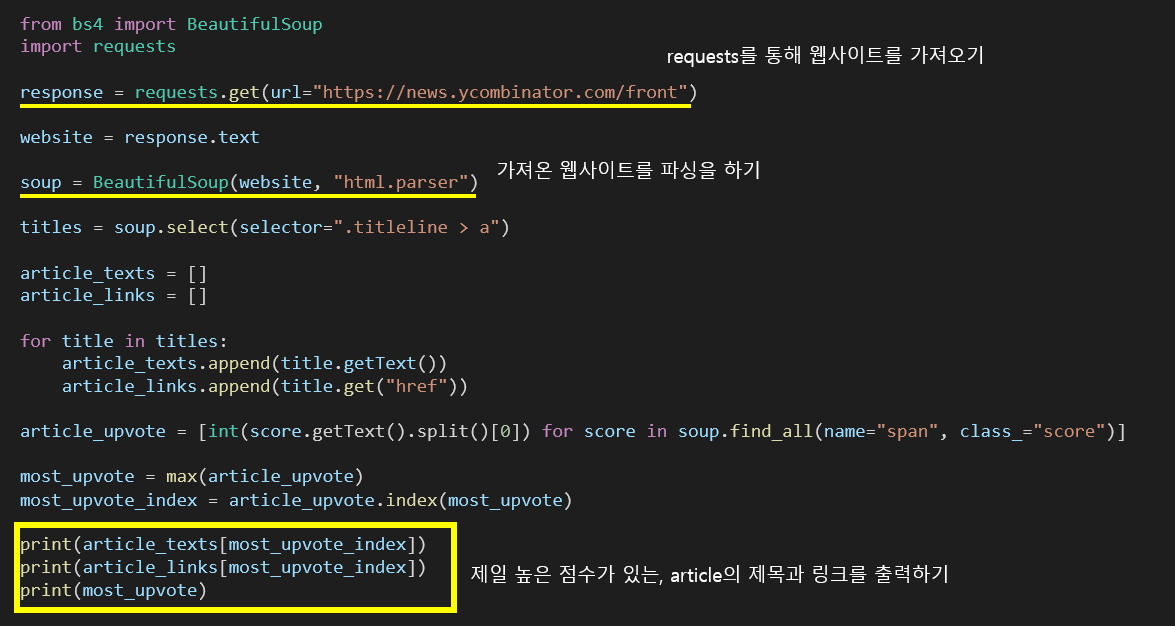 from bs4 import BeautifulSoup
import requests
requests를 통해 웹사이트를 가져오기
response = requests.get(url="https://news.ycombinator.com/front")
website = response.text
가져온 웹사이트를 파싱을 하기
soup = BeautifulSoup(website, "html.parser")
titles = soup.select(selector=".titleline > a")
article_texts = []
article_links = []
for title in titles:
    article_texts.append(title.getText())
    article_links.append(title.get("href"))
article_upvote = [int(score.getText().split()[0]) for score in soup.find_all(name="span", class_="score")]
most_upvote = max(article_upvote)
most_upvote_index = article_upvote.index(most_upvote)
print(article_texts[most_upvote_index])
print(article_links[most_upvote_index])
제일 높은 점수가 있는, article의 제목과 링크를 출력하기
print(most_upvote)